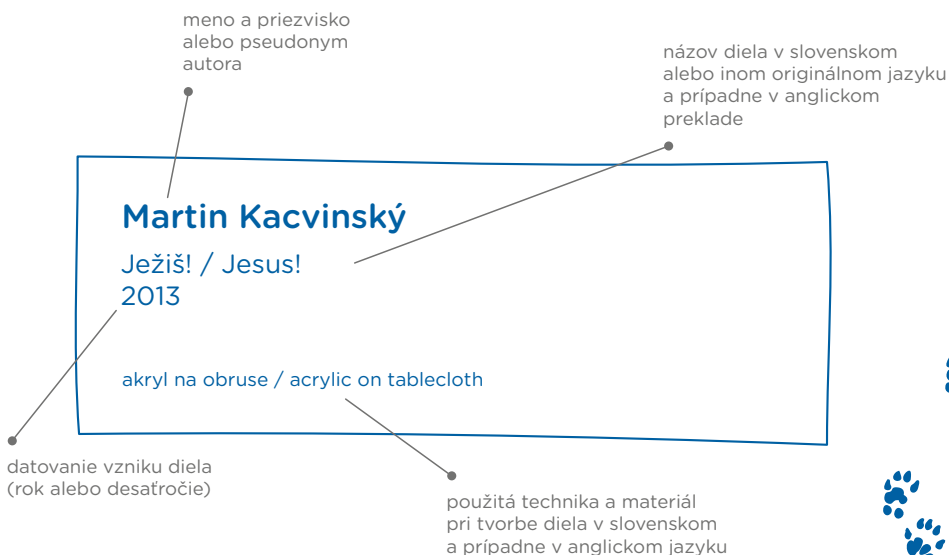 meno a priezvisko
alebo pseudonym
autora
názov diela v slovenskom
alebo inom originálnom jazyku
a prípadne v anglickom
preklade
Martin Kacvinský
Ježiš! / Jesus!
2013
akryl na obruse / acrylic on tablecloth
datovanie vzniku diela
(rok alebo desaťročie)
použitá technika a materiál
pri tvorbe diela v slovenskom
a prípadne v anglickom jazyku